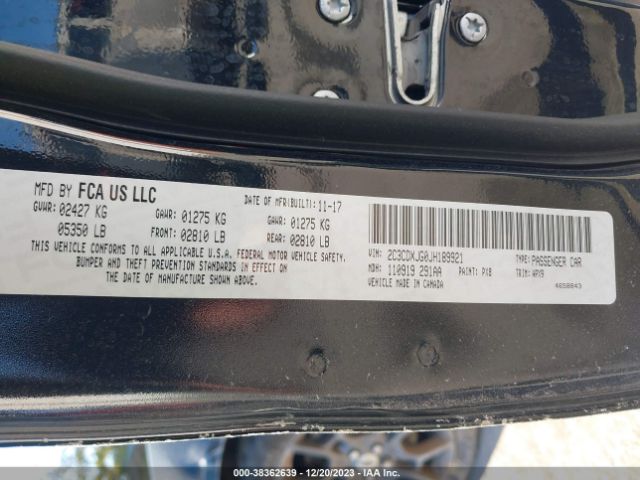 MFD BY FCA US LLC
DATE OF MFR(BUILT): 11-17
GVWR: 02427 KG
GAWR: 01275 KG
GAWR: 01275 KG
05350 LB
FRONT: 02810 LB
REAR: 02810 LB
THIS VEHICLE CONFORMS TO ALL APPLICABLE U.S.A. FEDERAL MOTOR VEHICLE SAFETY,
BUMPER AND THEFT PREVENTION STANDARDS IN EFFECT ON THE DATE OF MANUFACTURE
SHOWN ABOVE.
VIN: 2C3CDXJG0JH189921
TYPE: PASSENGER CAR
MDH: 110919 291AA
PAINT: PX8
TRIM: APX9
VEHICLE MADE IN CANADA
4658843
000-38362639 - 12/20/2023 - IAA Inc.